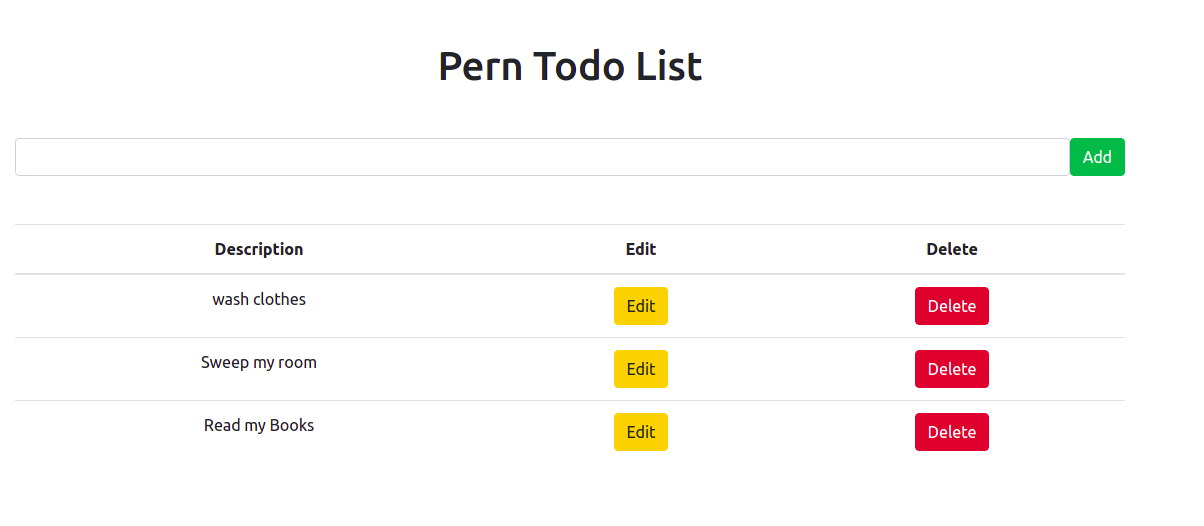 Pern Todo List
Add
Description Edit Delete
wash clothes Edit Delete
Sweep my room Edit Delete
Read my Books Edit Delete